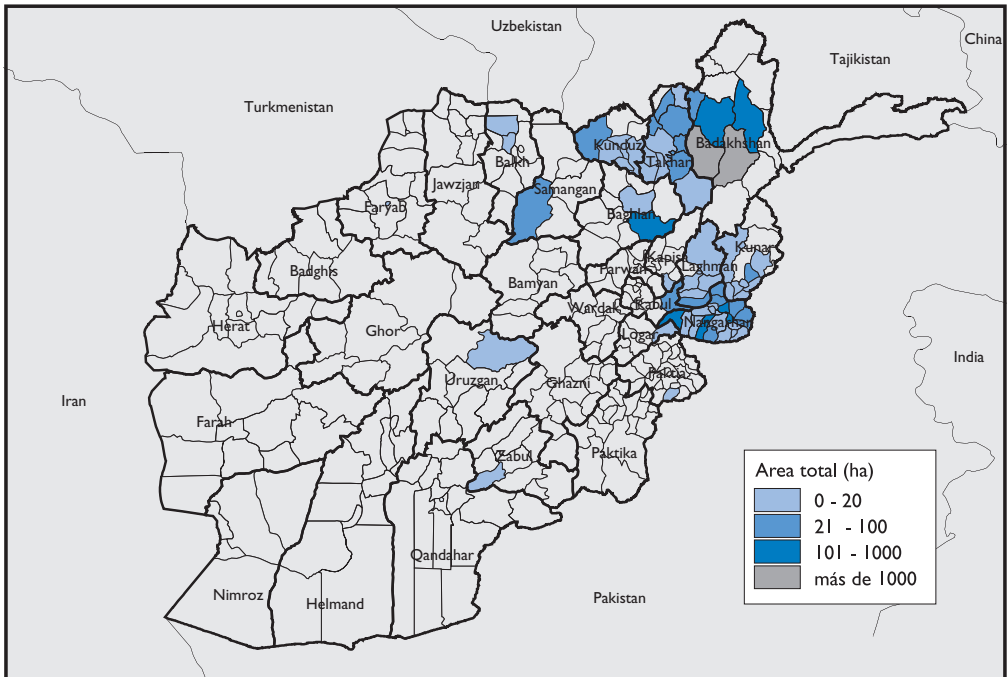 Uzbekistan
China
Tajikistan
Turkmenistan
Badakhshan
Kunduz
Takhar
Balkh
Jawzjan
Samangan
Faryab
Baghlan
Kunar
Kapisa
Laghman
Badghis
Parwan
Bamyan
Wardak
Kabul
Nangarhar
Herat
Ghor
Logar
India
Paktia
Uruzgan
Ghazni
Iran
Farah
Zabul
Paktika
Area total (ha)
0 - 20
21 - 100
101 - 1000
más de 1000
Qandahar
Nimroz
Helmand
Pakistan